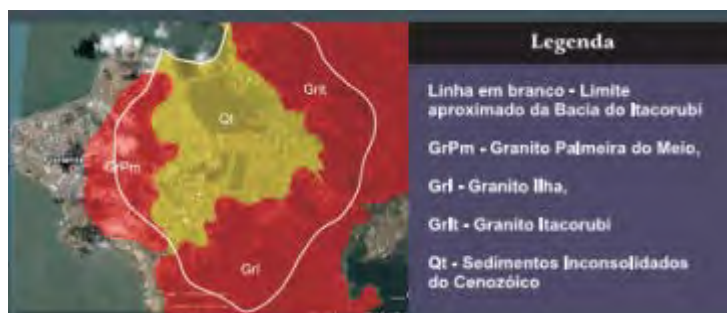 GrIt
Qt
GrPm
GrI
Legenda
Linha em branco - Limite
aproximado da Bacia do Itacorubi
GrPm - Granito Palmeira do Meio,
GrI - Granito Ilha,
GrIt - Granito Itacorubi
Qt - Sedimentos Inconsolidados
do Cenozóico